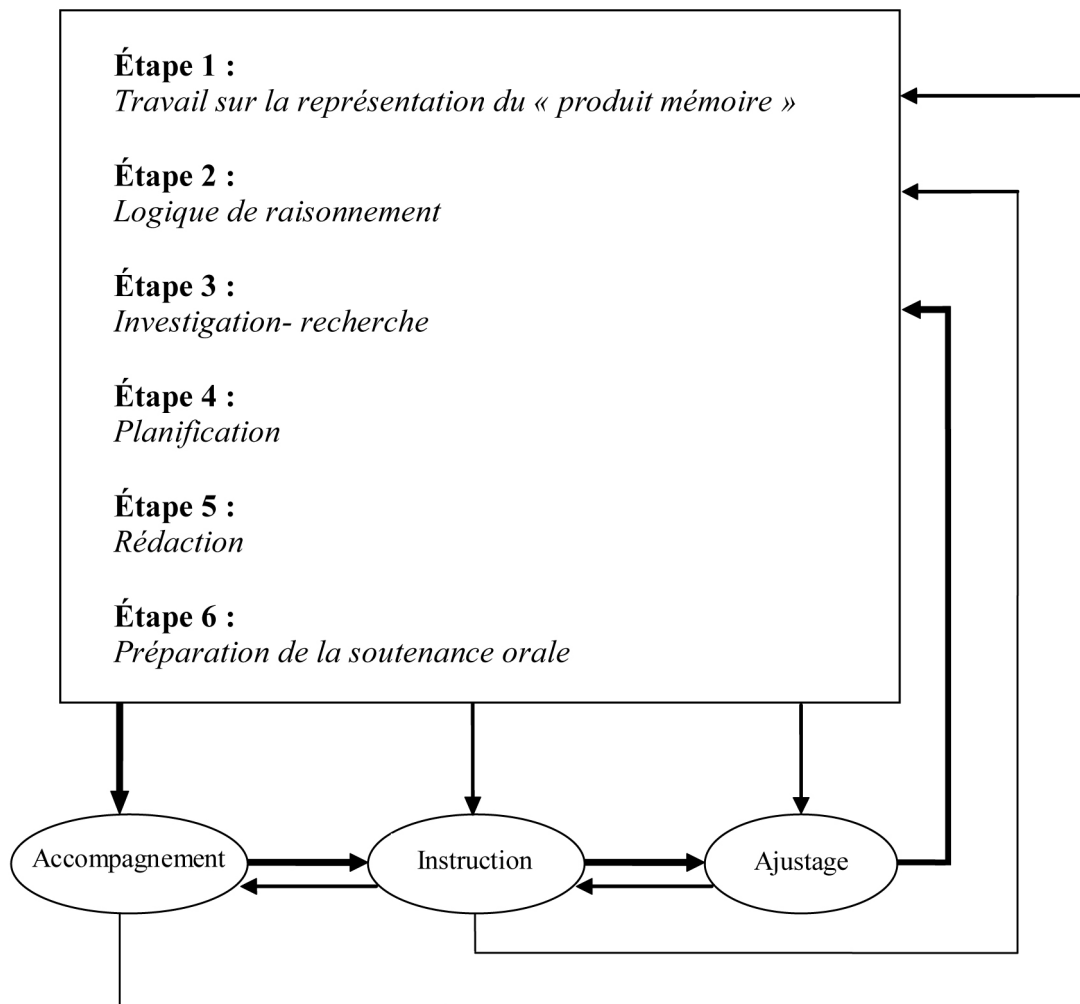 Étape 1 :
Travail sur la représentation du « produit mémoire »
Étape 2 :
Logique de raisonnement
Étape 3 :
Investigation- recherche
Étape 4 :
Planification
Étape 5 :
Rédaction
Étape 6 :
Préparation de la soutenance orale
Accompagnement
Instruction
Ajustage